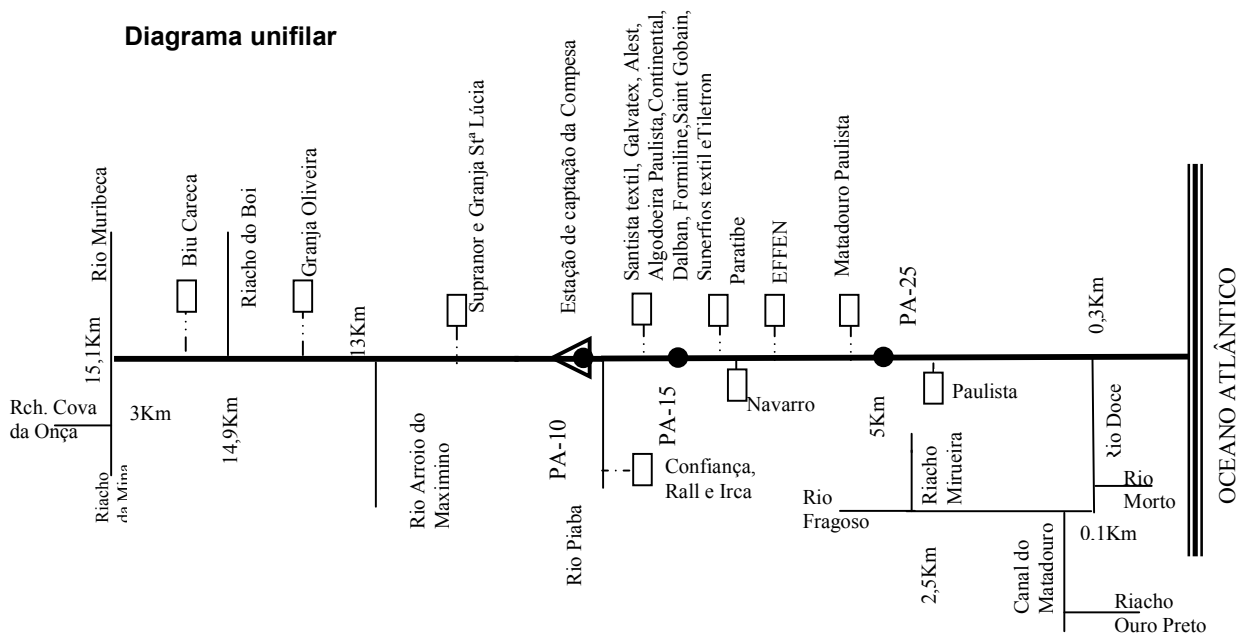 Diagrama unifilar
Rio Muribeca
15,1Km
Rch. Cova
da Onça
3Km
Riacho
da Mina
Biu Careca
14,9Km
Riacho do Boi
Granja Oliveira
13Km
Rio Arroio do
Maximino
Supranor e Granja Stª Lúcia
Estação de captação da Compesa
PA-10
Rio Piaba
Santista textil, Galvatex, Alest,
Algodoeira Paulista,Continental,
Dalban, Formiline,Saint Gobain,
Superfios textil eTiletron
PA-15
Confiança,
Rall e Irca
Paratibe
Navarro
EFFEN
Matadouro Paulista
PA-25
5Km
Paulista
Riacho
Mirueira
Rio
Fragoso
2,5Km
0,3Km
Rio Doce
Rio
Morto
0.1Km
Canal do
Matadouro
Riacho
Ouro Preto
OCEANO ATLÂNTICO